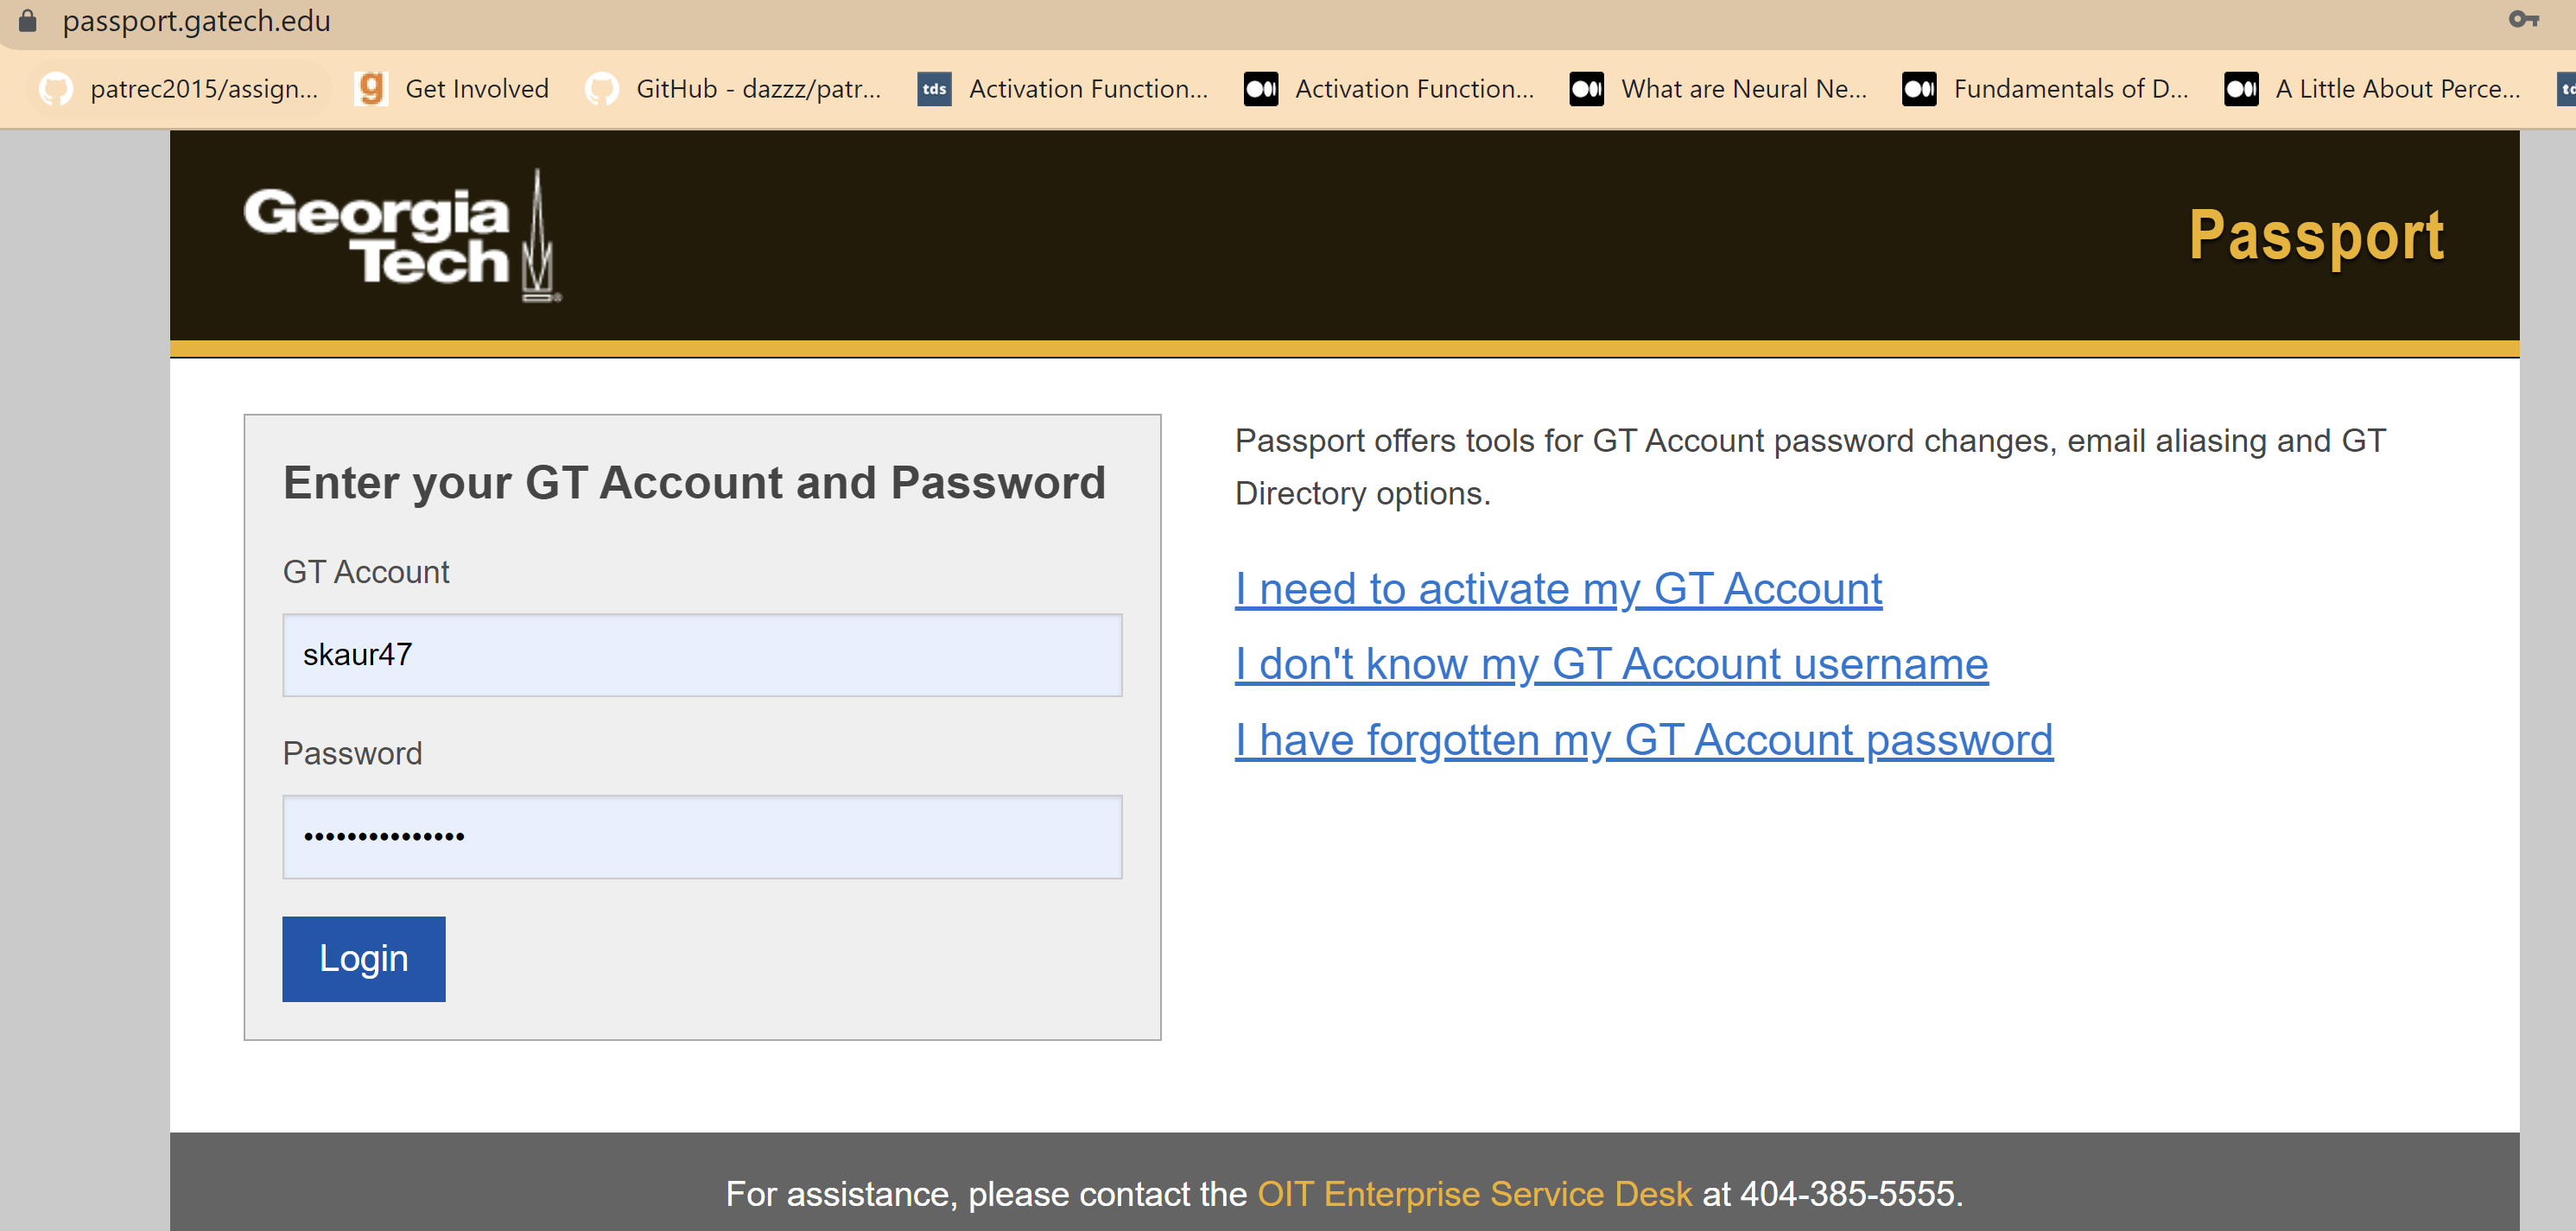 passport.gatech.edu
patrec2015/assign... Get Involved GitHub - dazzz/patr... tds Activation Function... Activation Function... What are Neural Ne... Fundamentals of D... A Little About Perce...
Georgia
Tech
Passport
Enter your GT Account and Password
GT Account
skaur47
Password
•••••••••••••••
Login
Passport offers tools for GT Account password changes, email aliasing and GT
Directory options.
I need to activate my GT Account
I don't know my GT Account username
I have forgotten my GT Account password
For assistance, please contact the OIT Enterprise Service Desk at 404-385-5555.